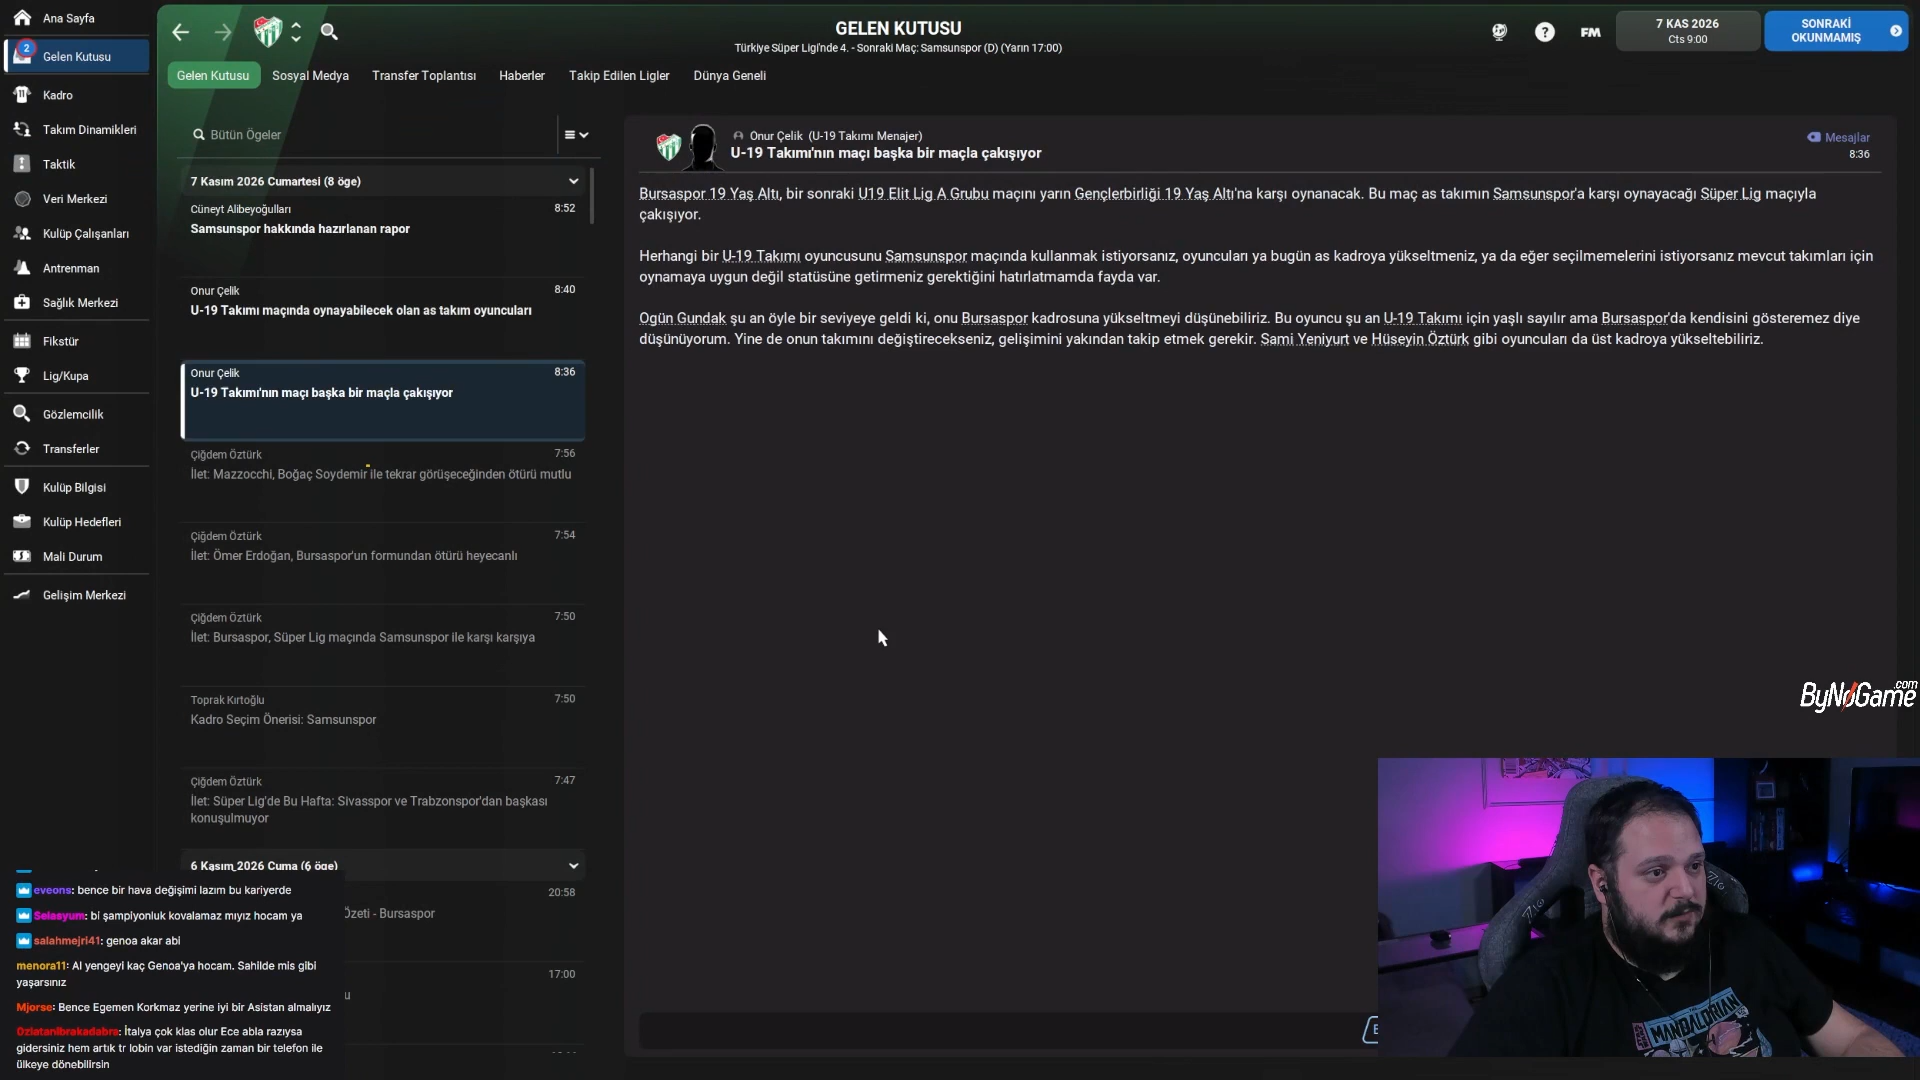 Ana Sayfa
2
Gelen Kutusu
Kadro
Takım Dinamikleri
Taktik
Veri Merkezi
Kulüp Çalışanları
Antrenman
Sağlık Merkezi
Fikstür
Lig/Kupa
Gözlemcilik
Transferler
Kulüp Bilgisi
Kulüp Hedefleri
Mali Durum
Gelişim Merkezi
GELEN KUTUSU
Türkiye Süper Ligi'nde 4. - Sonraki Maç: Samsunspor (D) (Yarın 17:00)
FM
7 KAS 2026
Cts 9:00
SONRAKİ
OKUNMAMIŞ
Gelen Kutusu Sosyal Medya Transfer Toplantısı Haberler Takip Edilen Ligler Dünya Geneli
Bütün Ögeler
7 Kasım 2026 Cumartesi (8 öge)
Cüneyt Alibeyoğulları 8:52
Samsunspor hakkında hazırlanan rapor
Onur Çelik 8:40
U-19 Takımı maçında oynayabilecek olan as takım oyuncuları
Onur Çelik 8:36
U-19 Takımı'nın maçı başka bir maçla çakışıyor
Çiğdem Öztürk 7:56
İlet: Mazzocchi, Boğaç Soydemir ile tekrar görüşeceğinden ötürü mutlu
Çiğdem Öztürk 7:54
İlet: Ömer Erdoğan, Bursaspor'un formundan ötürü heyecanlı
Çiğdem Öztürk 7:50
İlet: Bursaspor, Süper Lig maçında Samsunspor ile karşı karşıya
Toprak Kırtoğlu 7:50
Kadro Seçim Önerisi: Samsunspor
Çiğdem Öztürk 7:47
İlet: Süper Lig'de Bu Hafta: Sivasspor ve Trabzonspor'dan başkası
konuşulmuyor
6 Kasım 2026 Cuma (6 öge)
20:58
Özeti - Bursaspor
17:00
Onur Çelik (U-19 Takımı Menajer)
U-19 Takımı'nın maçı başka bir maçla çakışıyor
Mesajlar
8:36
Bursaspor 19 Yaş Altı, bir sonraki U19 Elit Lig A Grubu maçını yarın Gençlerbirliği 19 Yaş Altı'na karşı oynanacak. Bu maç as takımın Samsunspor'a karşı oynayacağı Süper Lig maçıyla
çakışıyor.
Herhangi bir U-19 Takımı oyuncusunu Samsunspor maçında kullanmak istiyorsanız, oyuncuları ya bugün as kadroya yükseltmeniz, ya da eğer seçilmemelerini istiyorsanız mevcut takımları için
oynamaya uygun değil statüsüne getirmeniz gerektiğini hatırlatmamda fayda var.
Ogün Gundak şu an öyle bir seviyeye geldi ki, onu Bursaspor kadrosuna yükseltmeyi düşünebiliriz. Bu oyuncu şu an U-19 Takımı için yaşlı sayılır ama Bursaspor'da kendisini gösteremez diye
düşünüyorum. Yine de onun takımını değiştirecekseniz, gelişimini yakından takip etmek gerekir. Sami Yeniyurt ve Hüseyin Öztürk gibi oyuncuları da üst kadroya yükseltebiliriz.
ByNoGame.com
eveons: bence bir hava değişimi lazım bu kariyerde
Selasyum: bi şampiyonluk kovalamaz mıyız hocam ya
salahmejri41: genoa akar abi
menora11: Al yengeyi kaç Genoa'ya hocam. Sahilde mis gibi
yaşarsınız
Mjorse: Bence Egemen Korkmaz yerine iyi bir Asistan almalıyız
Dzlatanibrakadabra: İtalya çok klas olur Ece abla razıysa
gidersiniz hem artık tr lobin var istediğin zaman bir telefon ile
ülkeye dönebilirsin
MANDALORIAN